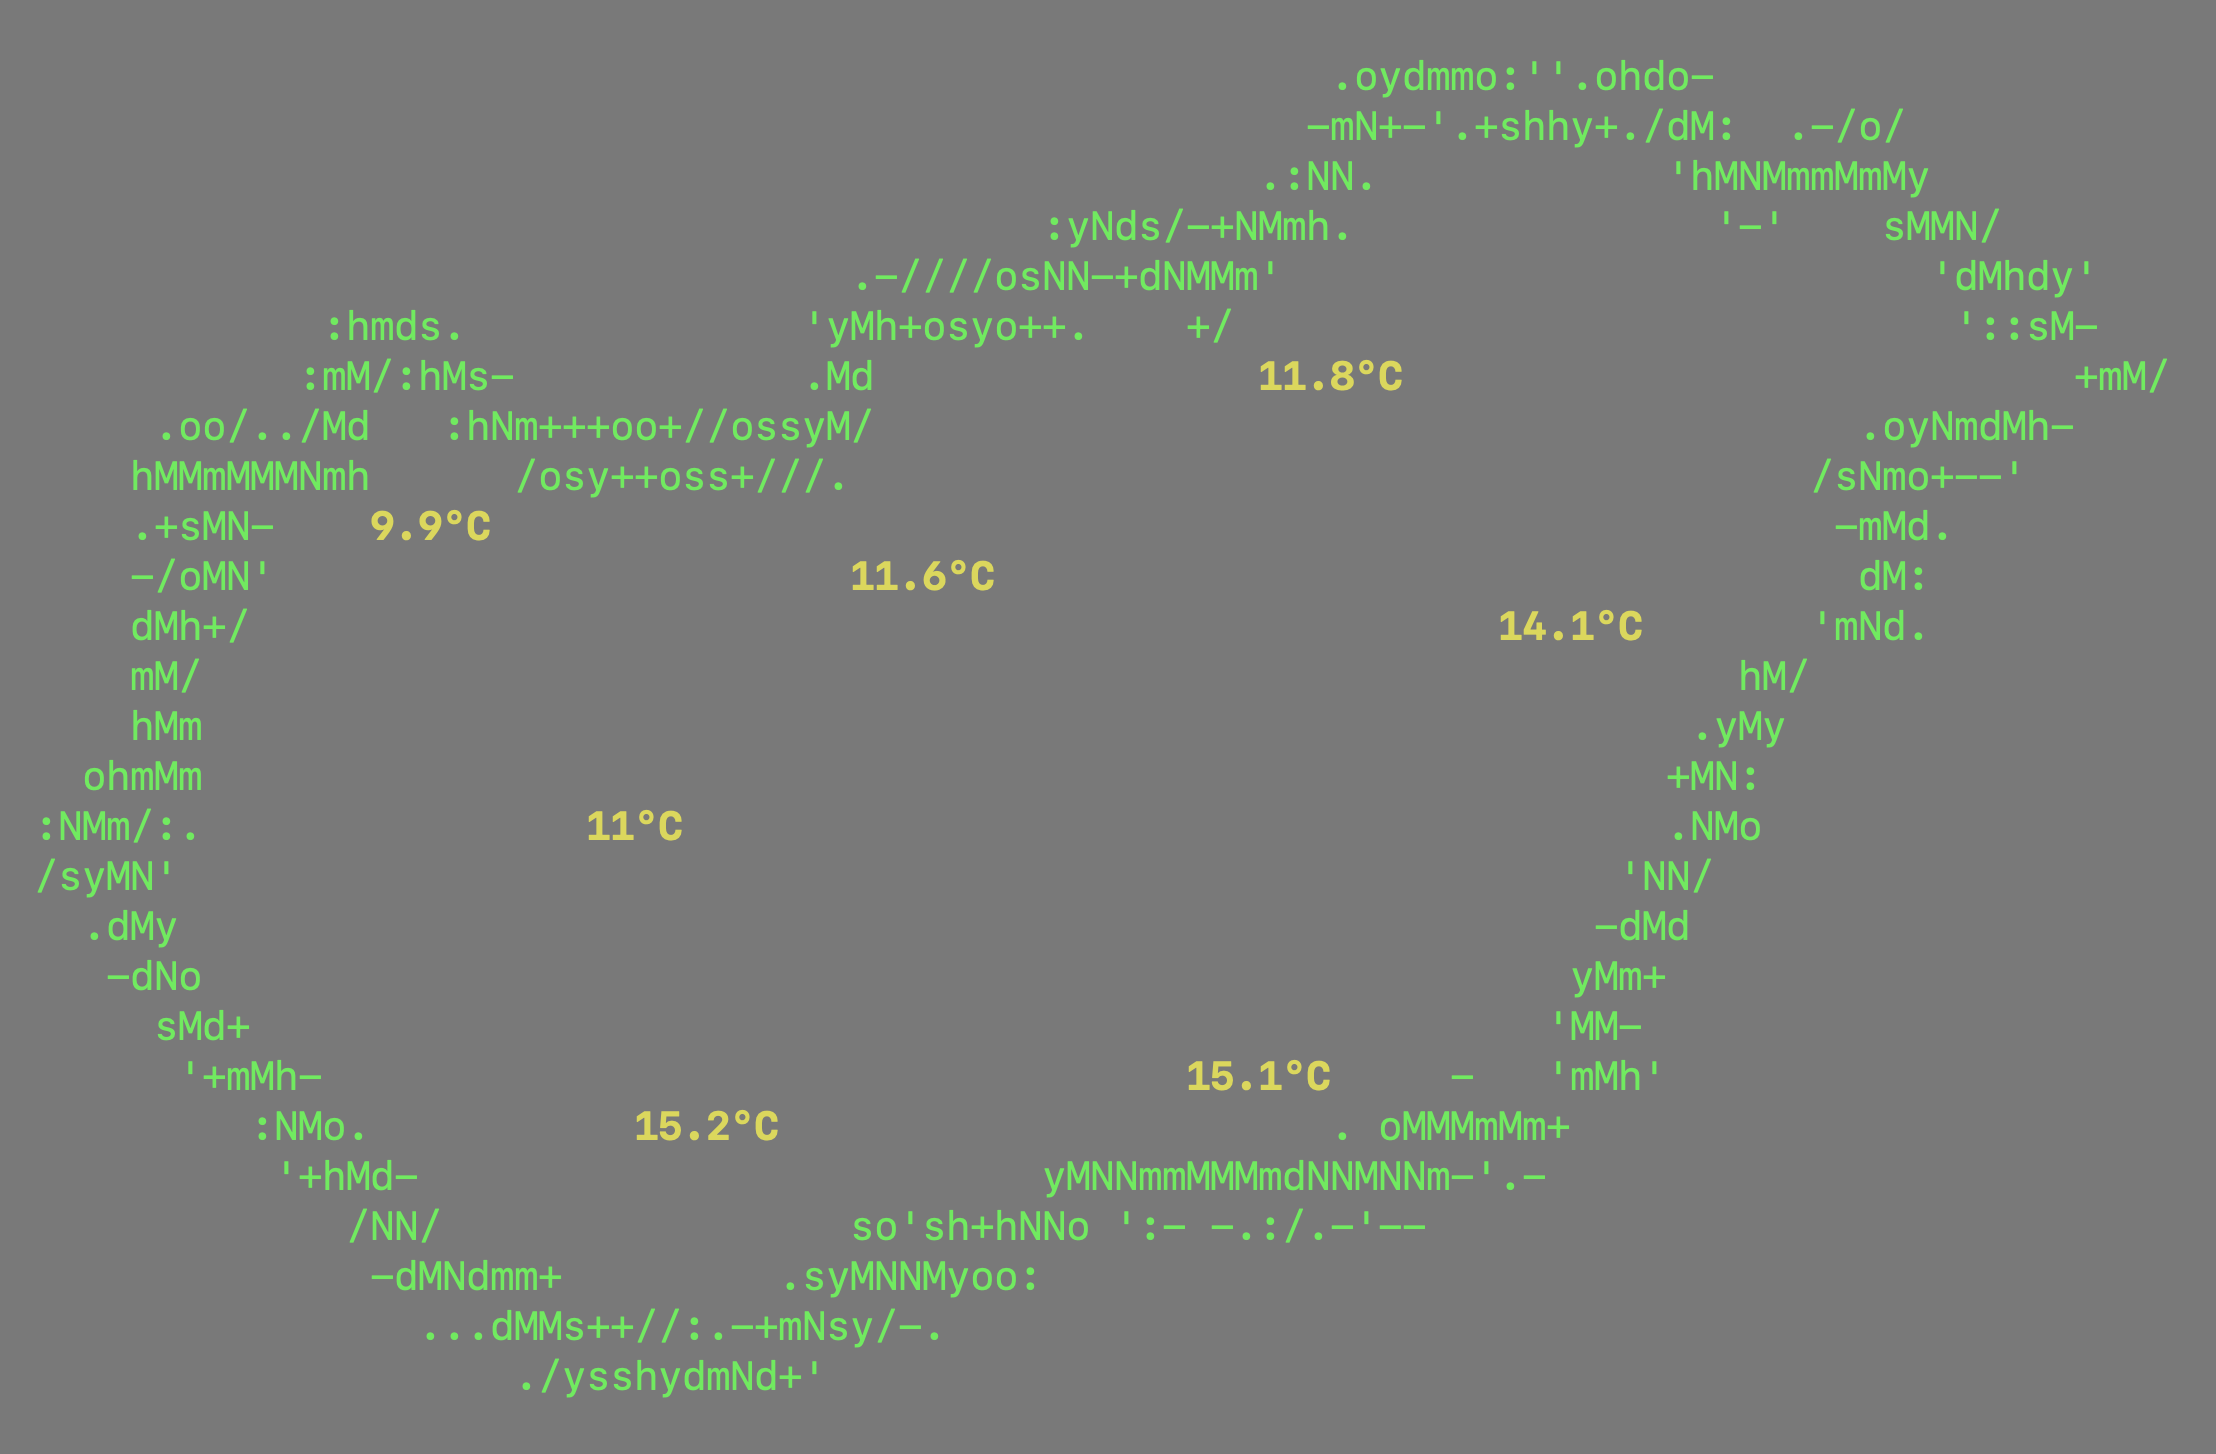 .oydmmo:''.ohdo-
-mN+-'.+shhy+./dM:  .-/o/
.:NN.            'hMNMmmMmMy
:yNds/-+NMmh.               '-'    sMMN/
.-////osNN-+dNMMm'                           'dMhdy'
:hmds.              'yMh+osyo++.    +/                              '::sM-
:mM/:hMs-            .Md                11.8°C                            +mM/
.oo/../Md   :hNm+++oo+//ossyM/                                         .oyNmdMh-
hMMmMMMNmh      /osy++oss+///.                                        /sNmo+--'
.+sMN-    9.9°C                                                        -mMd.
-/oMN'                        11.6°C                                    dM:
dMh+/                                                    14.1°C       'mNd.
mM/                                                                hM/
hMm                                                              .yMy
ohmMm                                                             +MN:
:NMm/:.                11°C                                         .NMo
/syMN'                                                            'NN/
.dMy                                                           -dMd
-dNo                                                         yMm+
sMd+                                                      'MM-
'+mMh-                                    15.1°C     -   'mMh'
:NMo.           15.2°C                       . oMMMmMm+
'+hMd-                          yMNNmmMMMmdNNMNNm-'.-
/NN/                 so'sh+hNNo ':- -.:/.-'--
-dMNdmm+         .syMNNMyoo:
...dMMs++//:.-+mNsy/-.
./ysshydmNd+'